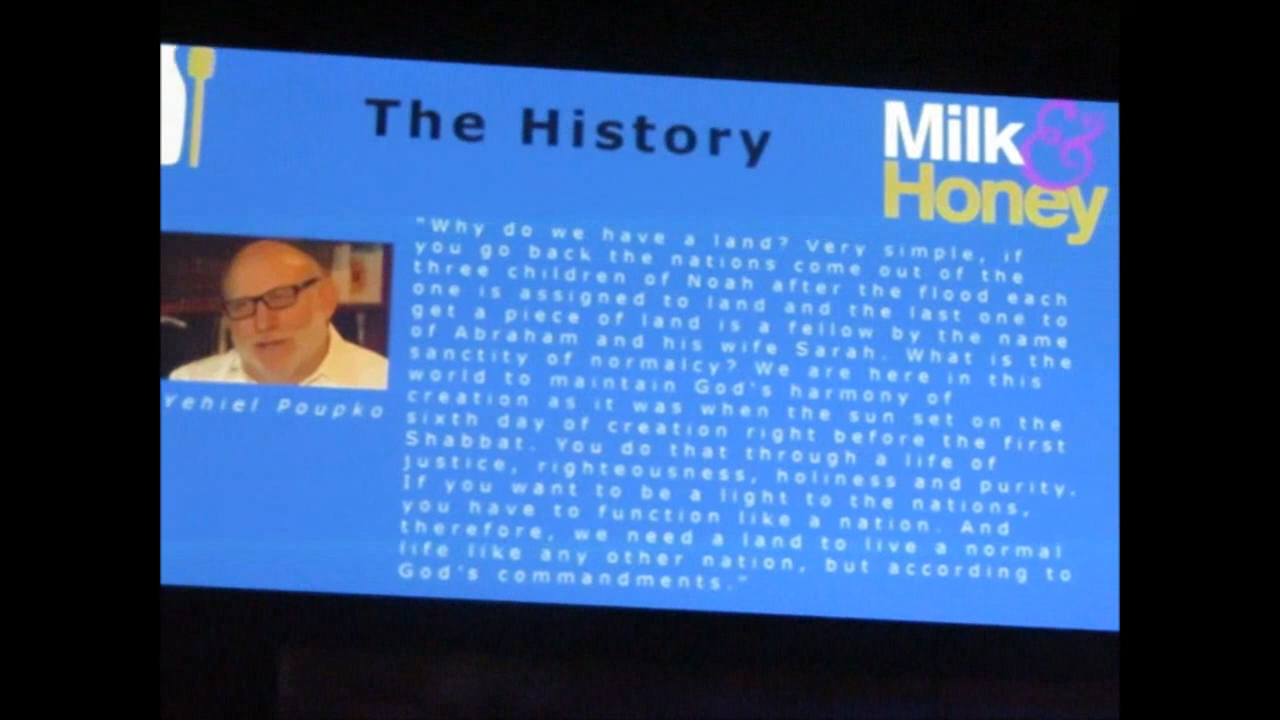 The History
Milk &
Honey
"Why do we have a land? Very simple, if
you go back the nations come out of the
three children of Noah after the flood each
one is assigned to land and the last one to
get a piece of land is a fellow by the name
of Abraham and his wife Sarah. What is the
sanctity of normalcy? We are here in this
world to maintain God's harmony of
creation as it was when the sun set on the
sixth day of creation right before the first
Shabbat. You do that through a life of
justice, righteousness, holiness and purity.
If you want to be a light to the nations,
you have to function like a nation. And
therefore, we need a land to live a normal
life like any other nation, but according to
God's commandments."
Yehiel Poupko